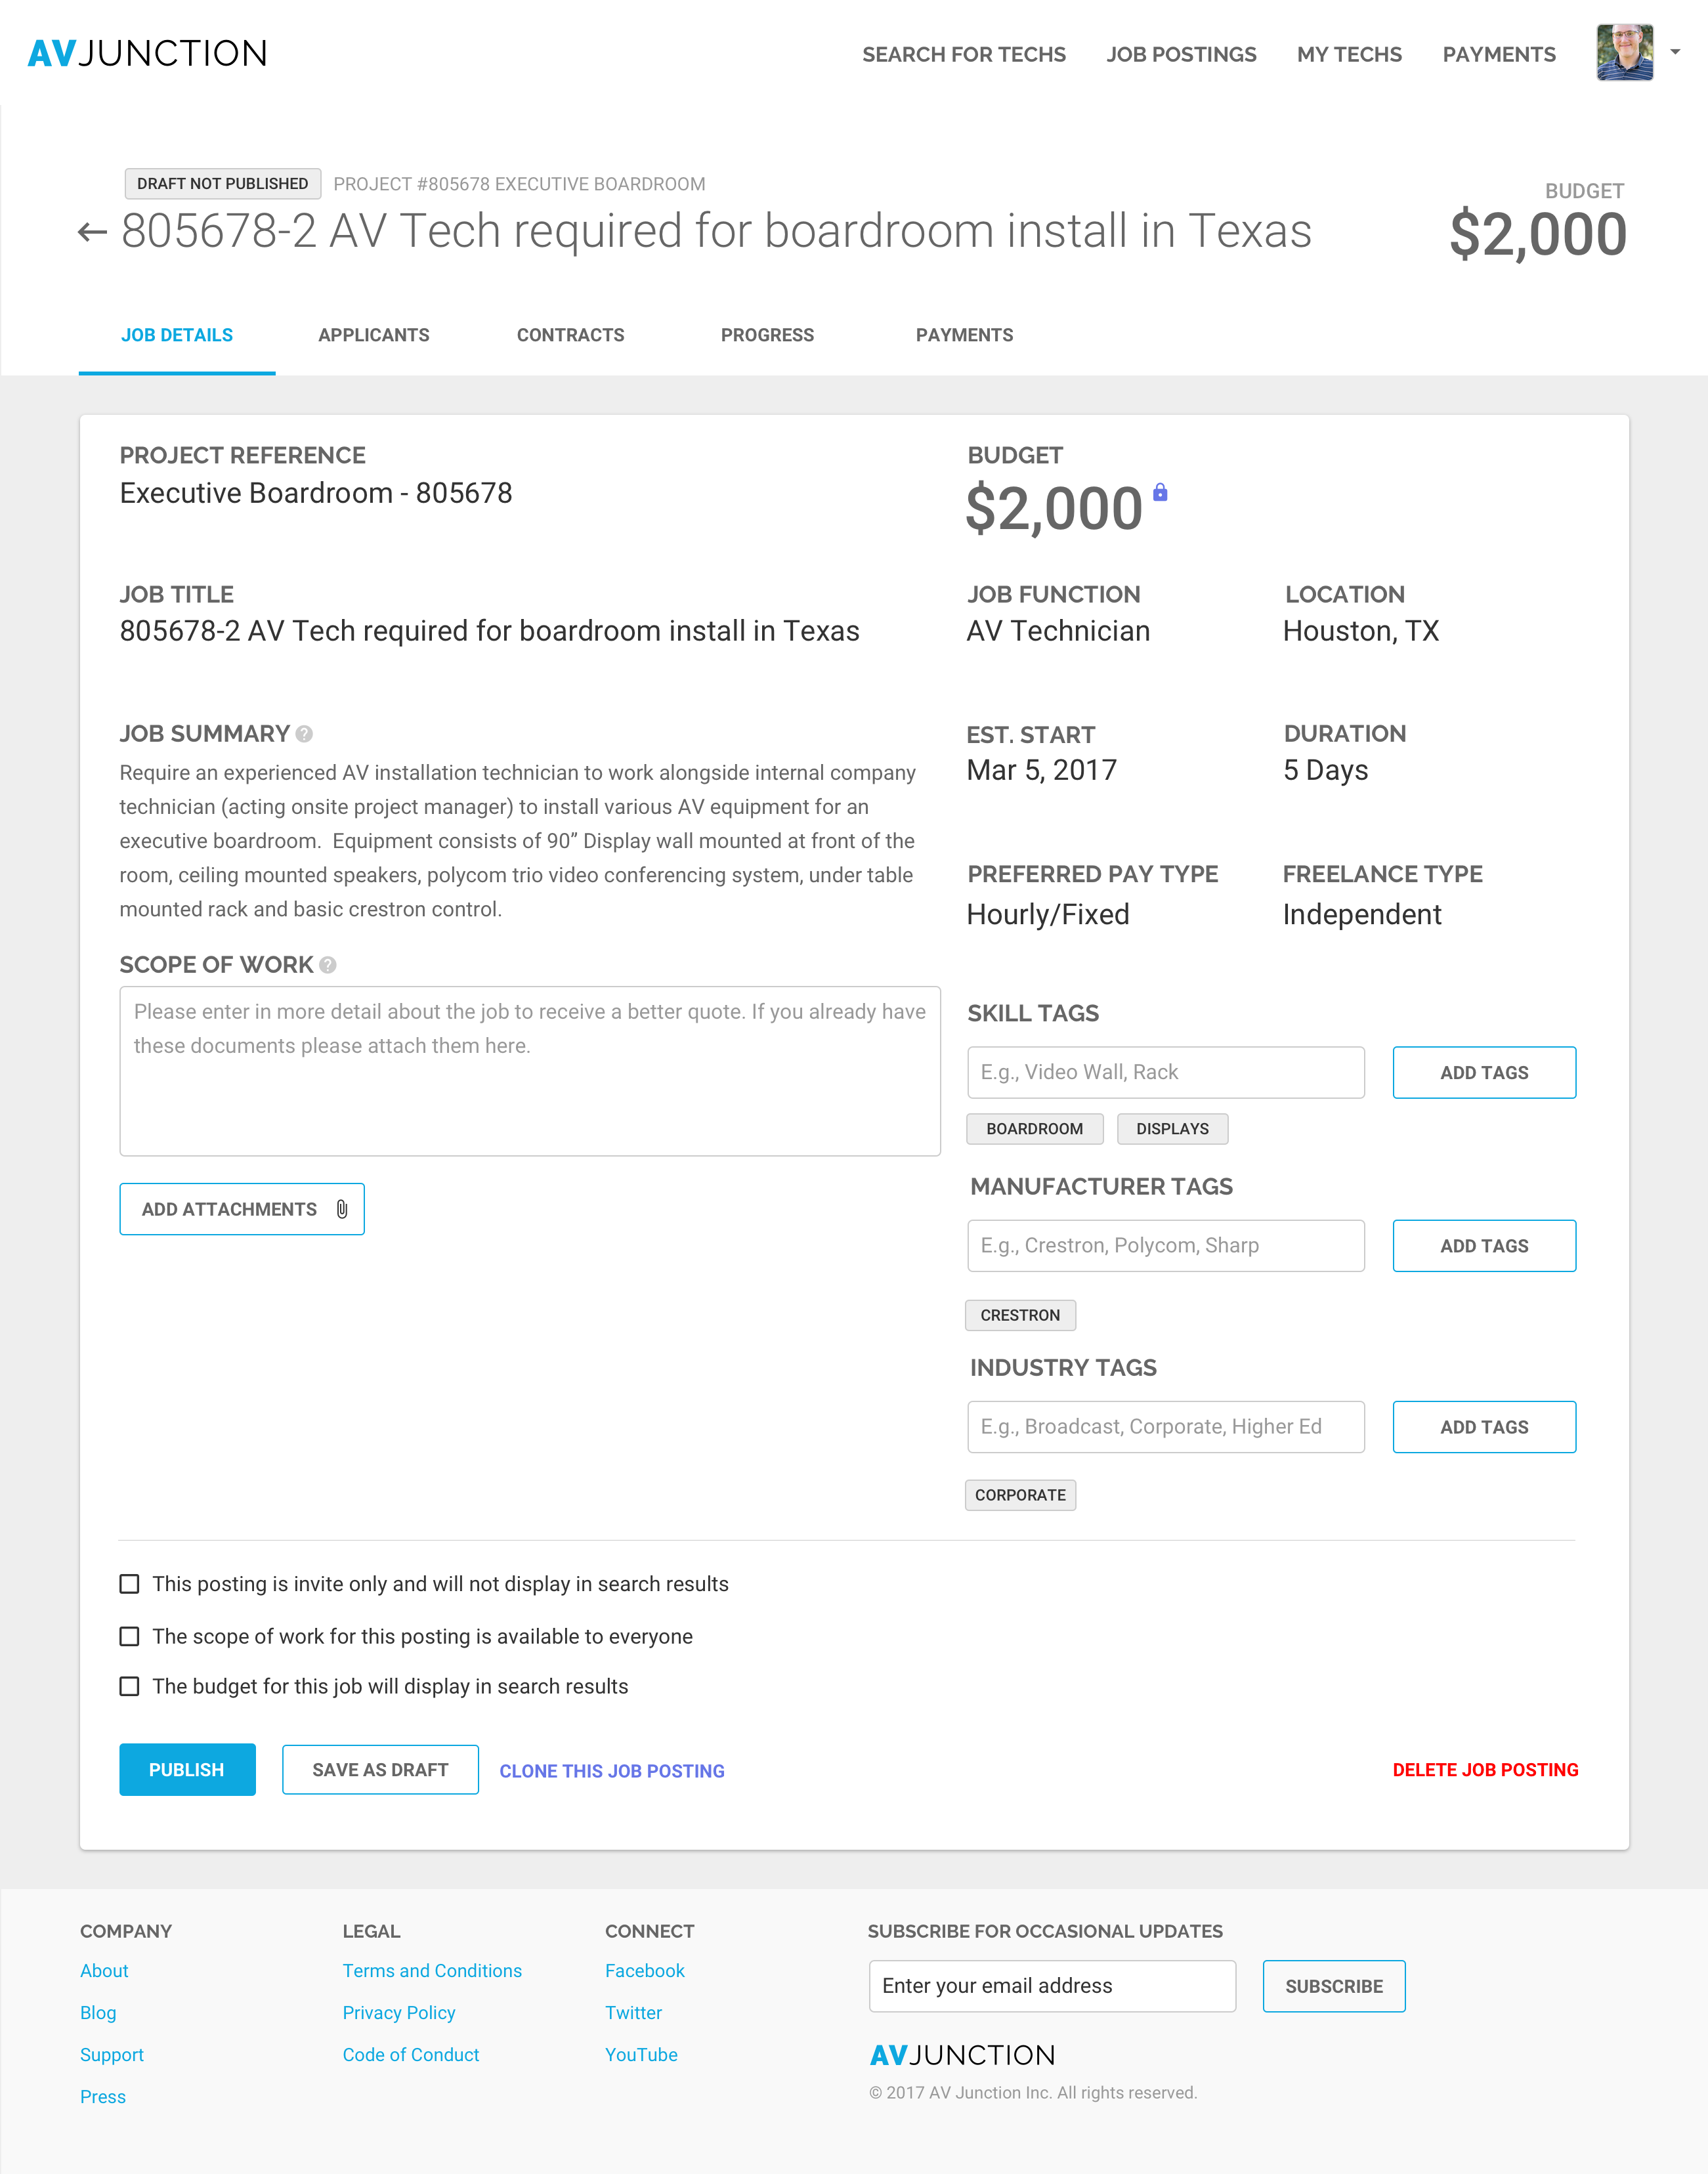 AVJUNCTION
SEARCH FOR TECHS
JOB POSTINGS
MY TECHS
PAYMENTS
DRAFT NOT PUBLISHED
PROJECT #805678 EXECUTIVE BOARDROOM
805678-2 AV Tech required for boardroom install in Texas
BUDGET
$2,000
JOB DETAILS
APPLICANTS
CONTRACTS
PROGRESS
PAYMENTS
PROJECT REFERENCE
Executive Boardroom - 805678
BUDGET
$2,000
JOB TITLE
805678-2 AV Tech required for boardroom install in Texas
JOB FUNCTION
AV Technician
LOCATION
Houston, TX
JOB SUMMARY ?
Require an experienced AV installation technician to work alongside internal company
technician (acting onsite project manager) to install various AV equipment for an
executive boardroom.  Equipment consists of 90” Display wall mounted at front of the
room, ceiling mounted speakers, polycom trio video conferencing system, under table
mounted rack and basic crestron control.
EST. START
Mar 5, 2017
DURATION
5 Days
PREFERRED PAY TYPE
Hourly/Fixed
FREELANCE TYPE
Independent
SCOPE OF WORK ?
Please enter in more detail about the job to receive a better quote. If you already have
these documents please attach them here.
ADD ATTACHMENTS
SKILL TAGS
E.g., Video Wall, Rack
ADD TAGS
BOARDROOM
DISPLAYS
MANUFACTURER TAGS
E.g., Crestron, Polycom, Sharp
ADD TAGS
CRESTRON
INDUSTRY TAGS
E.g., Broadcast, Corporate, Higher Ed
ADD TAGS
CORPORATE
This posting is invite only and will not display in search results
The scope of work for this posting is available to everyone
The budget for this job will display in search results
PUBLISH
SAVE AS DRAFT
CLONE THIS JOB POSTING
DELETE JOB POSTING
COMPANY
About
Blog
Support
Press
LEGAL
Terms and Conditions
Privacy Policy
Code of Conduct
CONNECT
Facebook
Twitter
YouTube
SUBSCRIBE FOR OCCASIONAL UPDATES
Enter your email address
SUBSCRIBE
AVJUNCTION
© 2017 AV Junction Inc. All rights reserved.